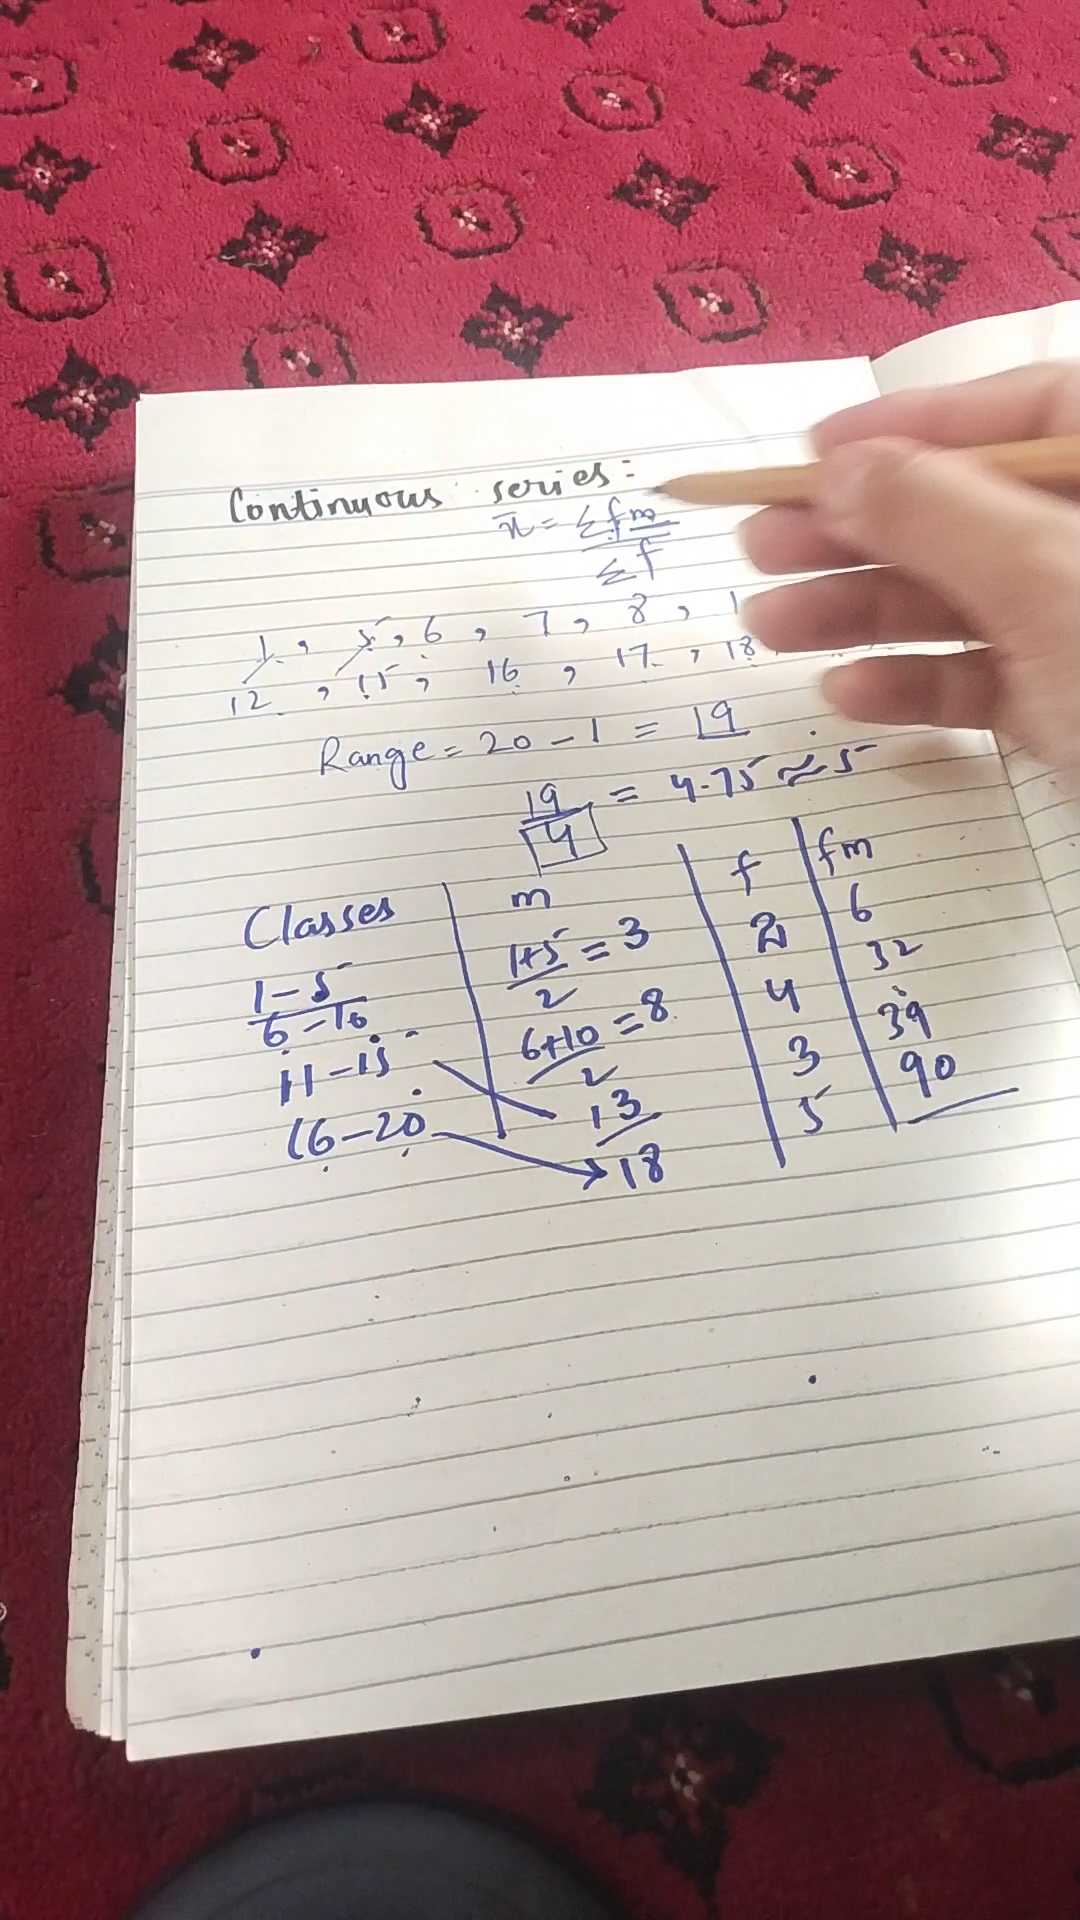 Continuous series:
x̄ = Σfm
Σf
1, 5, 6, 7, 8, 1
12, 15, 16, 17, 18
Range = 20 - 1 = 19
19/4 = 4.75 ≈ 5
Classes | m | f | fm
1-5 | 1+5/2 = 3 | 2 | 6
6-10 | 6+10/2 = 8 | 4 | 32
11-15 | 13 | 3 | 39
16-20 → 18 | 5 | 90